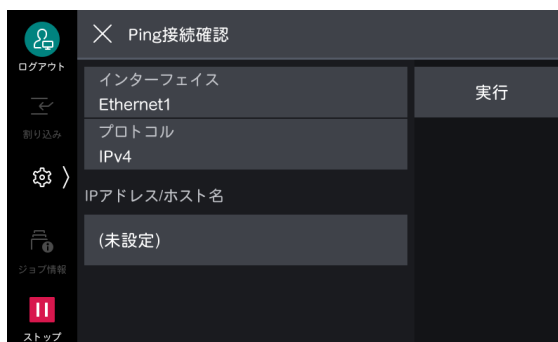 ログアウト
割り込み
ジョブ情報
ストップ
Ping接続確認
インターフェイス
Ethernet1
プロトコル
IPv4
IPアドレス/ホスト名
(未設定)
実行